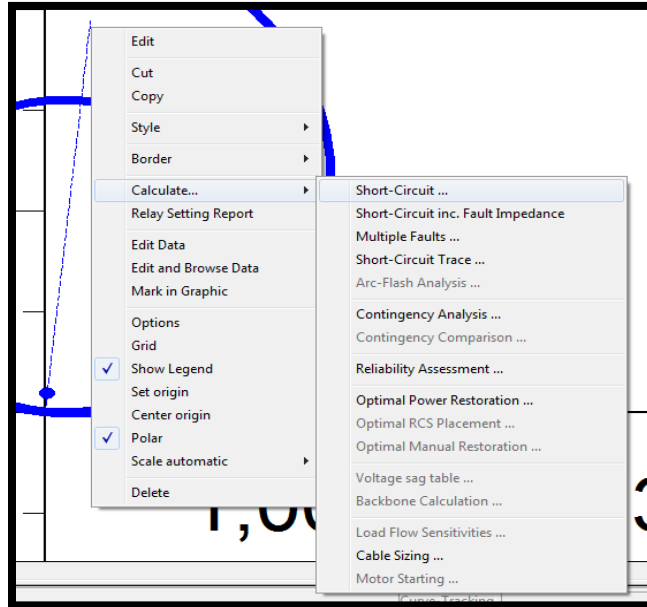 Edit
Cut
Copy
Style
Border
Calculate...
Relay Setting Report
Edit Data
Edit and Browse Data
Mark in Graphic
Options
Grid
Show Legend
Set origin
Center origin
Polar
Scale automatic
Delete
Short-Circuit ...
Short-Circuit inc. Fault Impedance
Multiple Faults ...
Short-Circuit Trace ...
Arc-Flash Analysis ...
Contingency Analysis ...
Contingency Comparison ...
Reliability Assessment ...
Optimal Power Restoration ...
Optimal RCS Placement ...
Optimal Manual Restoration ...
Voltage sag table ...
Backbone Calculation ...
Load Flow Sensitivities ...
Cable Sizing ...
Motor Starting ...
Curve-Tracking